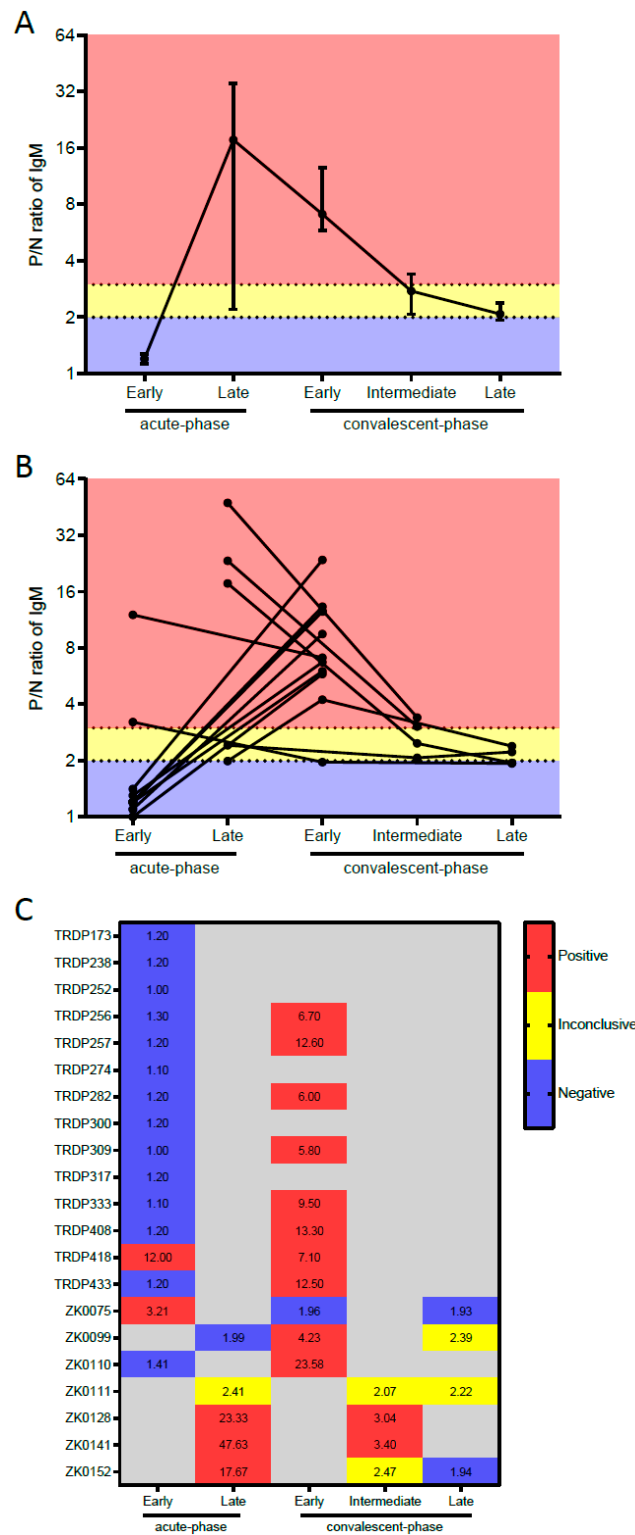 A
P/N ratio of IgM
64
32
16
8
4
2
1
Early Late Early Intermediate Late
acute-phase convalescent-phase
B
P/N ratio of IgM
64
32
16
8
4
2
1
Early Late Early Intermediate Late
acute-phase convalescent-phase
C
TRDP173 1.20
TRDP238 1.20
TRDP252 1.00
TRDP256 1.30 6.70
TRDP257 1.20 12.60
TRDP274 1.10
TRDP282 1.20 6.00
TRDP300 1.20
TRDP309 1.00 5.80
TRDP317 1.20
TRDP333 1.10 9.50
TRDP408 1.20 13.30
TRDP418 12.00 7.10
TRDP433 1.20 12.50
ZK0075 3.21 1.96 1.93
ZK0099 1.99 4.23 2.39
ZK0110 1.41 23.58
ZK0111 2.41 2.07 2.22
ZK0128 23.33 3.04
ZK0141 47.63 3.40
ZK0152 17.67 2.47 1.94
Early Late Early Intermediate Late
acute-phase convalescent-phase
Positive
Inconclusive
Negative